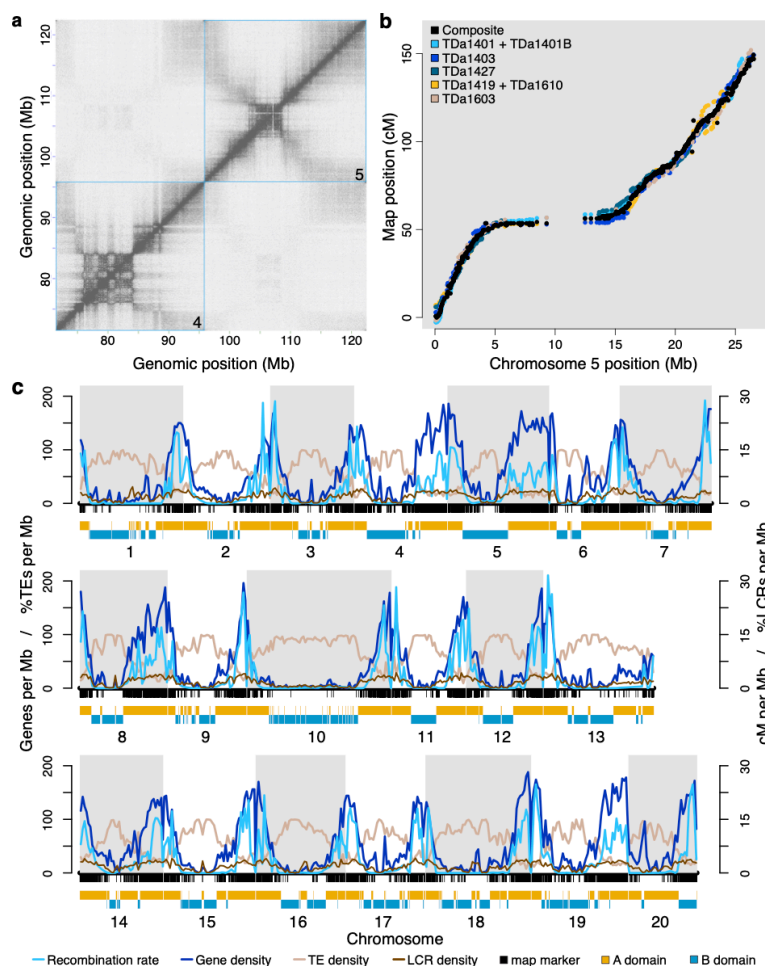 a
Genomic position (Mb)
120
110
100
90
80
5
4
80
90
100
110
120
Genomic position (Mb)
b
Composite
TDa1401 + TDa1401B
TDa1403
TDa1427
TDa1419 + TDa1610
TDa1603
Map position (cM)
150
100
50
0
0
5
10
15
20
25
Chromosome 5 position (Mb)
c
Genes per Mb / %TEs per Mb
cM per Mb / %LCRs per Mb
200
100
0
30
15
0
1
2
3
4
5
6
7
200
100
0
30
15
0
8
9
10
11
12
13
200
100
0
30
15
0
14
15
16
17
18
19
20
Chromosome
Recombination rate
Gene density
TE density
LCR density
map marker
A domain
B domain